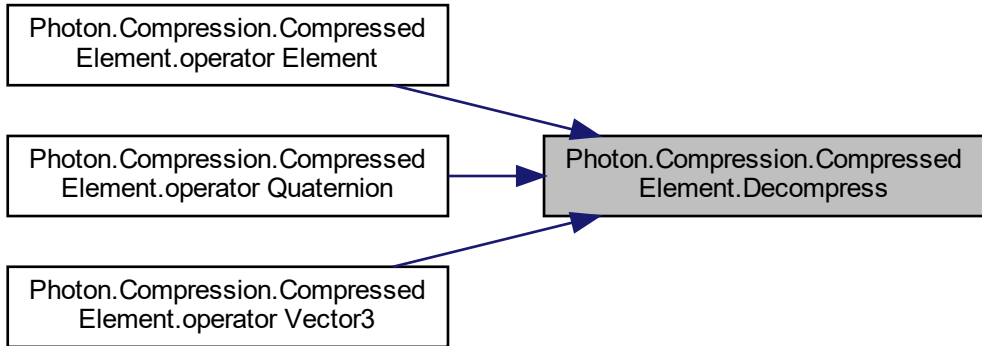 Photon.Compression.Compressed
Element.operator Element
Photon.Compression.Compressed
Element.operator Quaternion
Photon.Compression.Compressed
Element.Decompress
Photon.Compression.Compressed
Element.operator Vector3